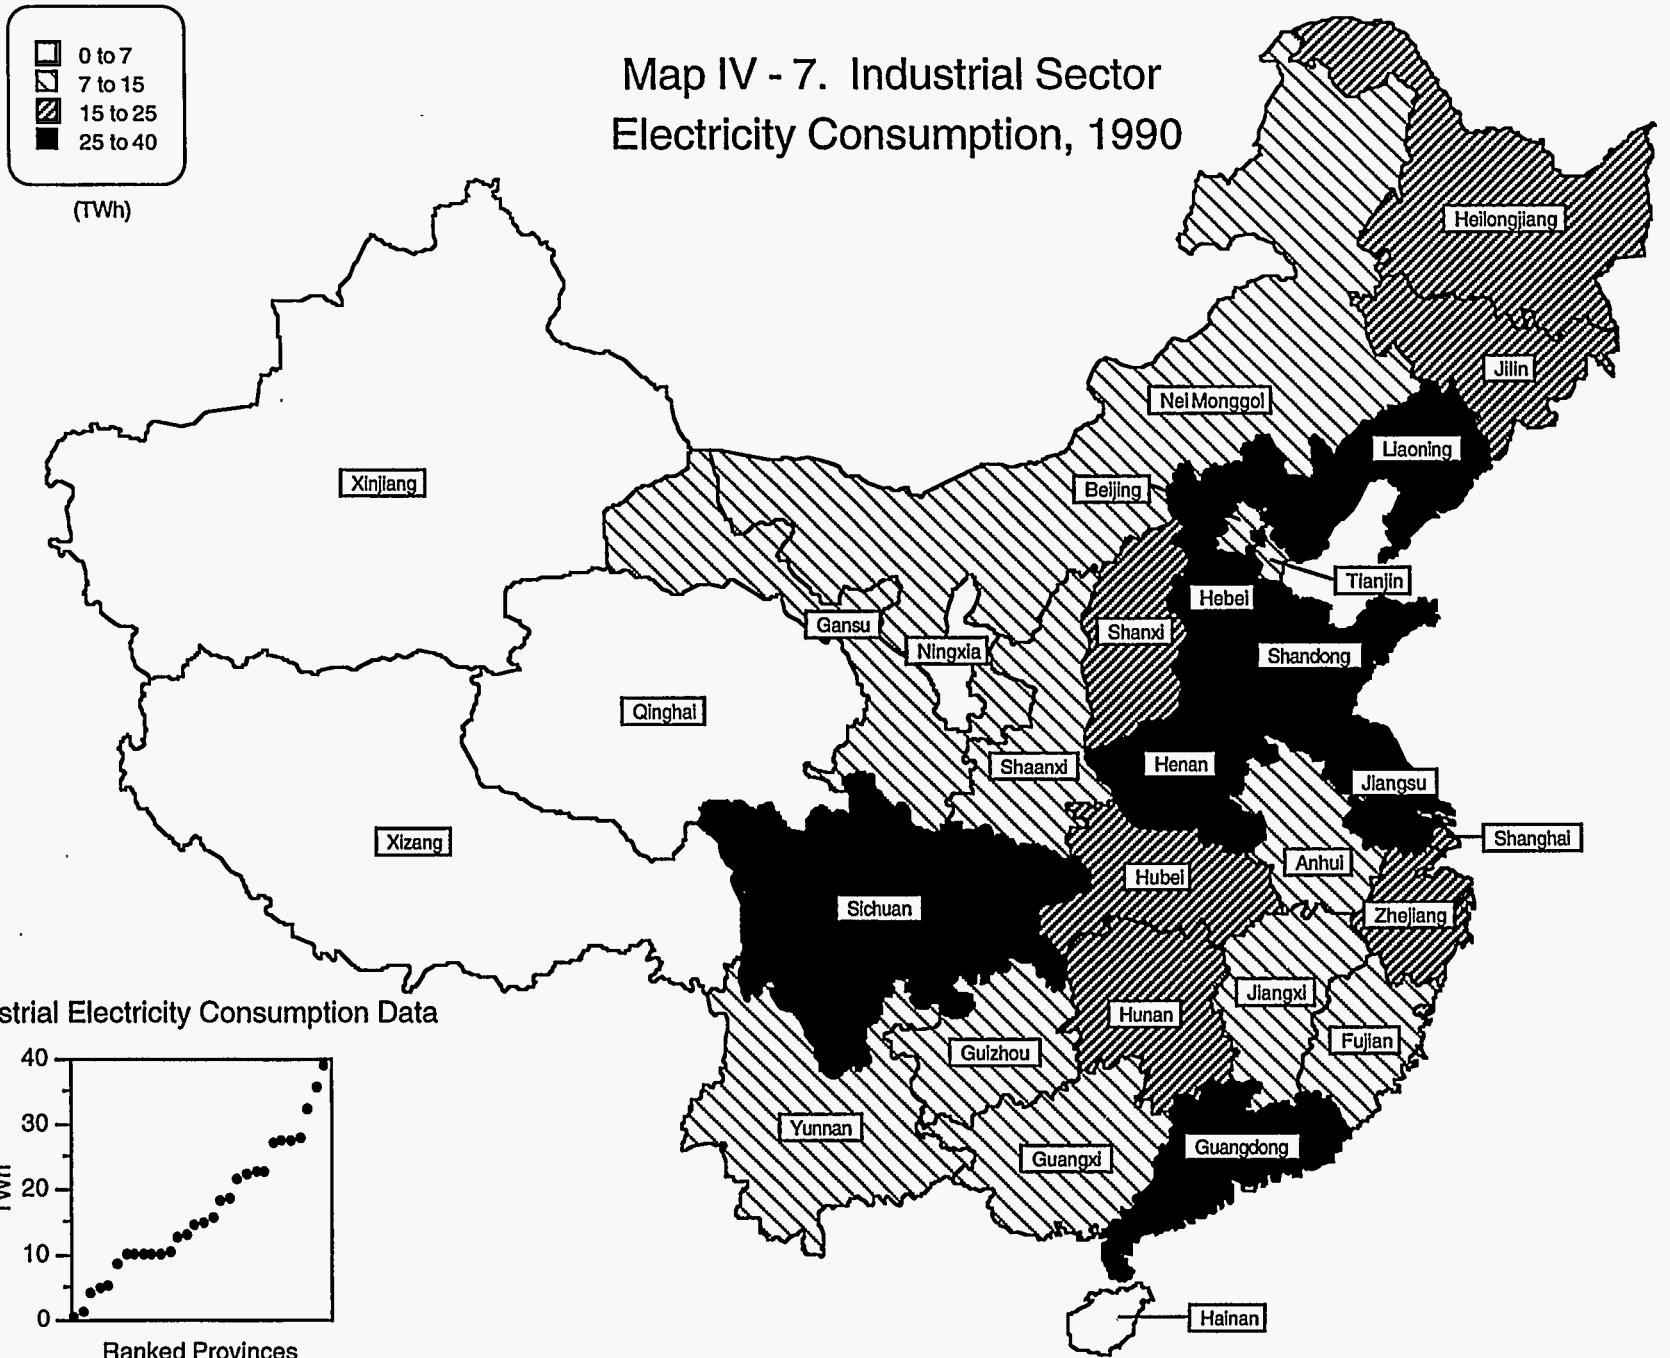 0 to 7
7 to 15
15 to 25
25 to 40
(TWh)
Map IV - 7. Industrial Sector
Electricity Consumption, 1990
Heilongjiang
Jilin
Nei Monggol
Liaoning
Xinjiang
Beijing
Tianjin
Hebei
Gansu
Shanxi
Ningxia
Shandong
Qinghai
Shaanxi
Henan
Jiangsu
Xizang
Shanghai
Anhui
Hubei
Sichuan
Zhejiang
Jiangxi
Hunan
Fujian
Guizhou
Yunnan
Guangdong
Guangxi
Hainan
strial Electricity Consumption Data
40
30
20
10
0
TWh
Ranked Provinces